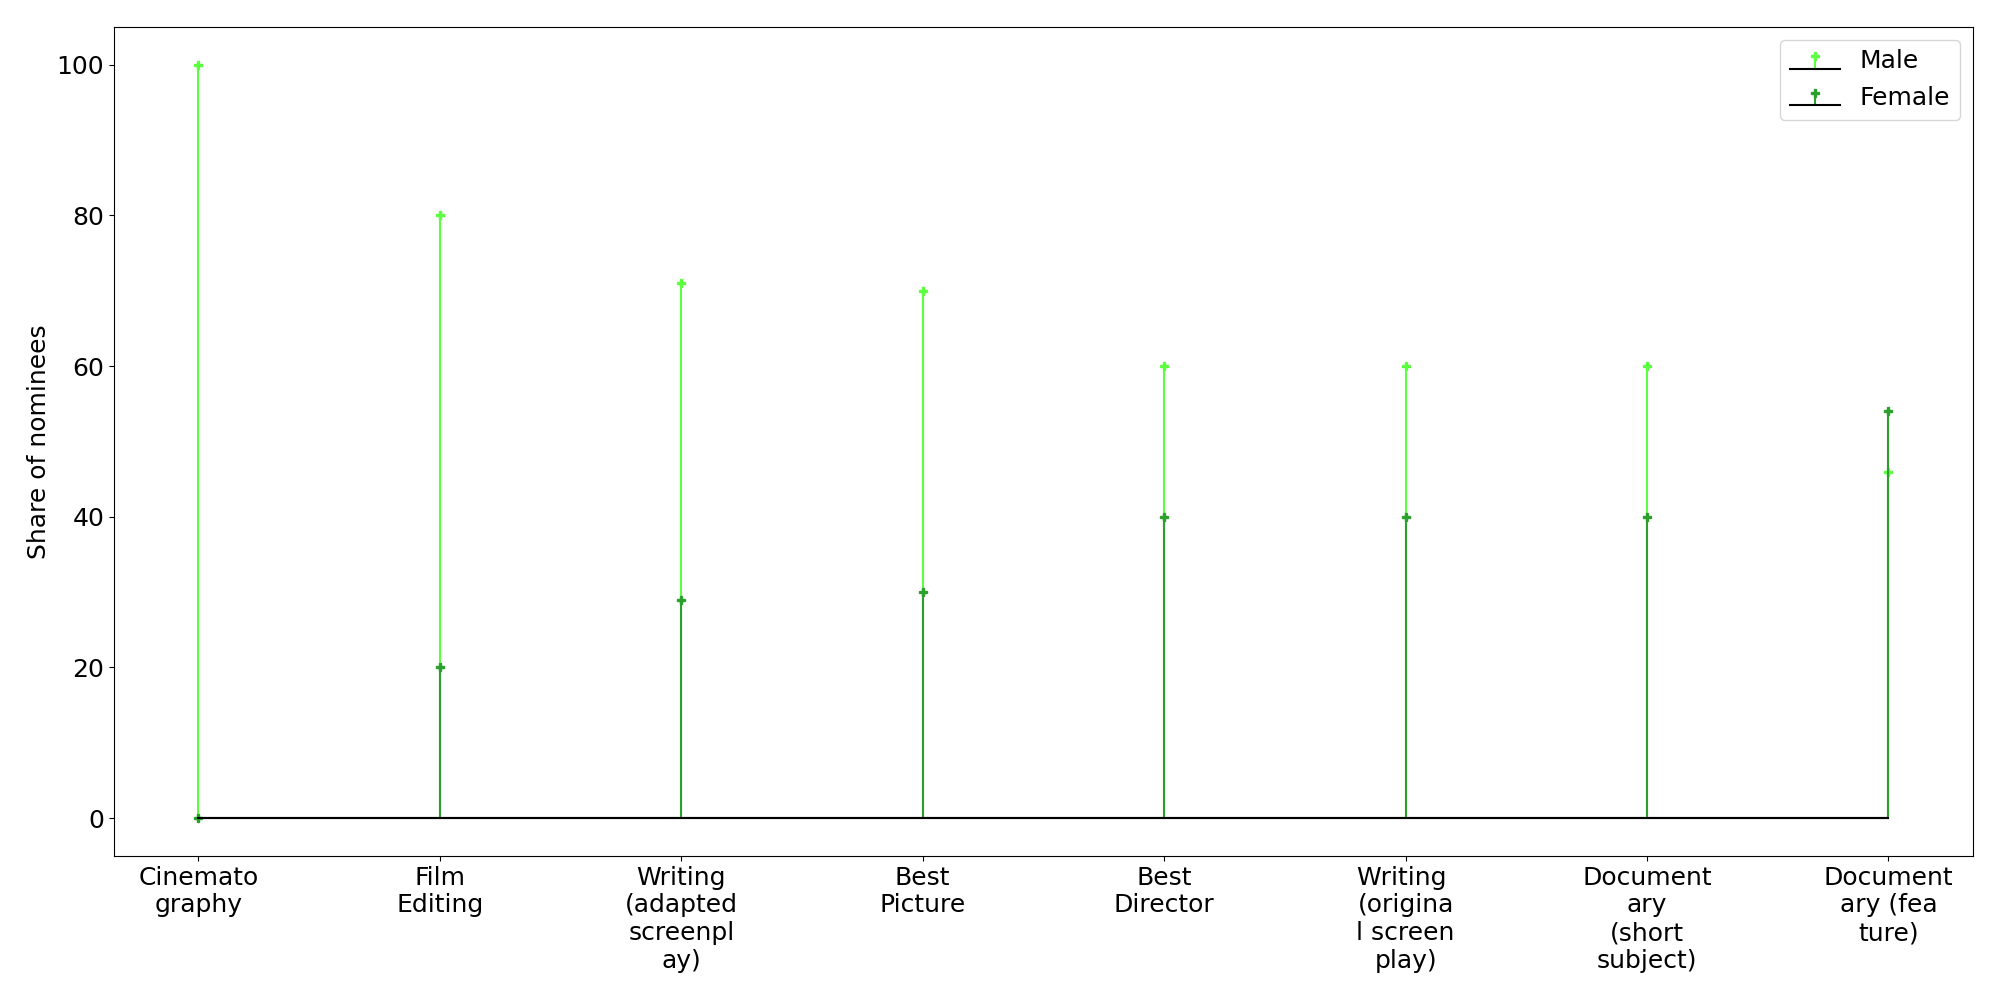 100
80
60
40
20
0
Share of nominees
Male
Female
Cinemato
graphy
Film
Editing
Writing
(adapted
screenpl
ay)
Best
Picture
Best
Director
Writing
(origina
l screen
play)
Document
ary
(short
subject)
Document
ary (fea
ture)